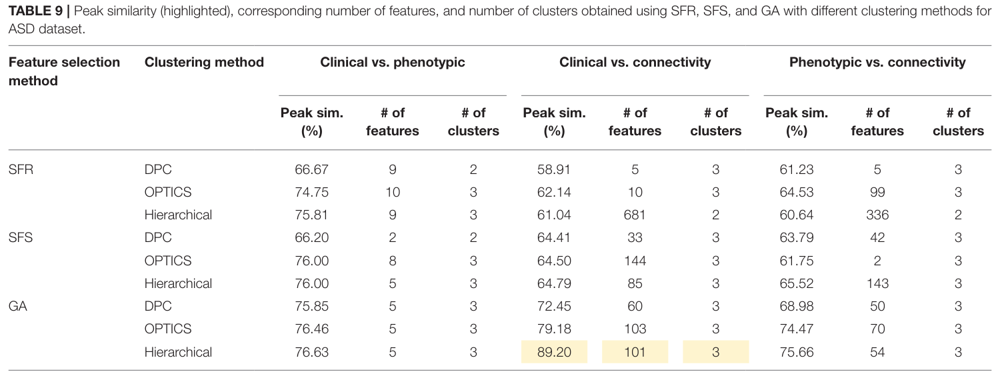 TABLE 9 | Peak similarity (highlighted), corresponding number of features, and number of clusters obtained using SFR, SFS, and GA with different clustering methods for
ASD dataset.
Feature selection method Clustering method Clinical vs. phenotypic Clinical vs. connectivity Phenotypic vs. connectivity
Peak sim. (%) # of features # of clusters Peak sim. (%) # of features # of clusters Peak sim. (%) # of features # of clusters
SFR DPC 66.67 9 2 58.91 5 3 61.23 5 3
OPTICS 74.75 10 3 62.14 10 3 64.53 99 3
Hierarchical 75.81 9 3 61.04 681 2 60.64 336 2
SFS DPC 66.20 2 2 64.41 33 3 63.79 42 3
OPTICS 76.00 8 3 64.50 144 3 61.75 2 3
Hierarchical 76.00 5 3 64.79 85 3 65.52 143 3
GA DPC 75.85 5 3 72.45 60 3 68.98 50 3
OPTICS 76.46 5 3 79.18 103 3 74.47 70 3
Hierarchical 76.63 5 3 89.20 101 3 75.66 54 3